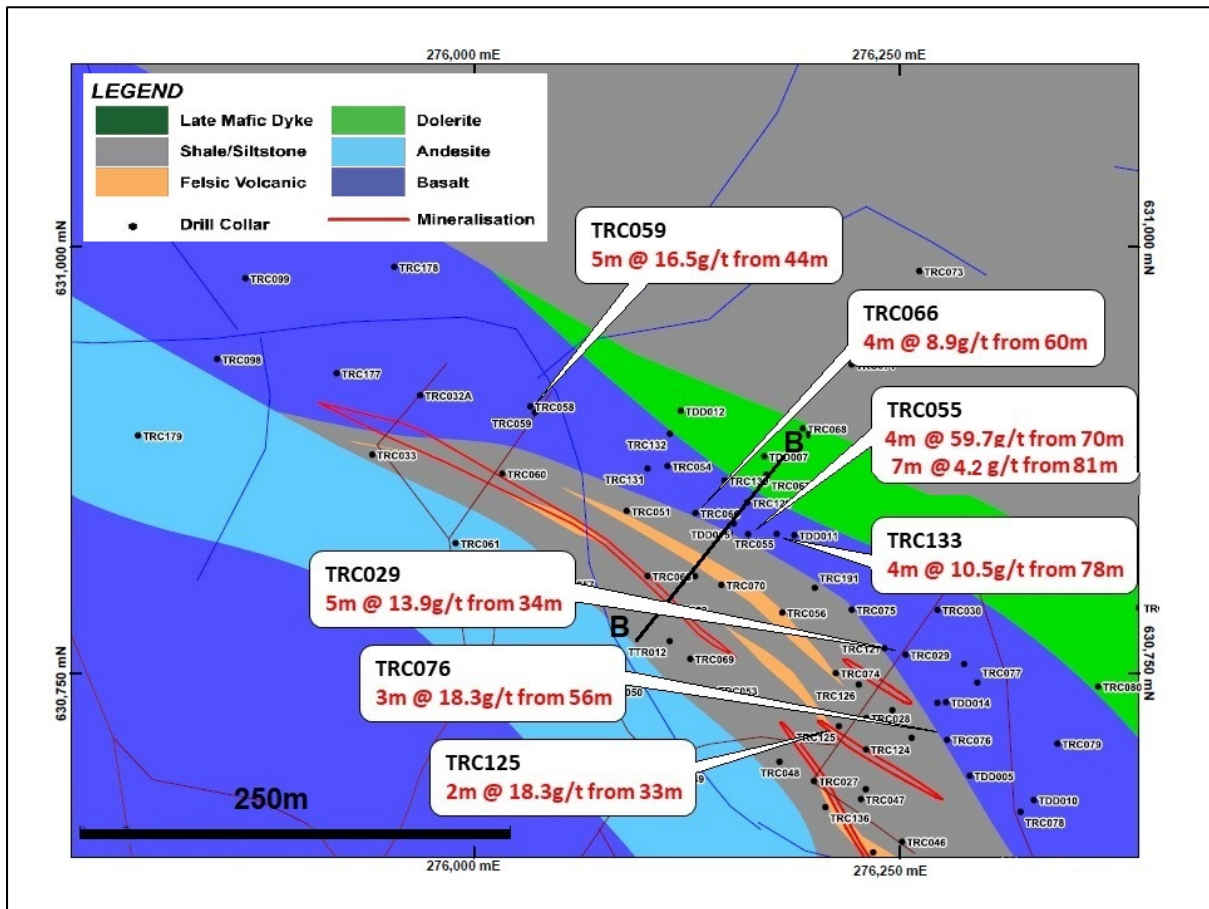 276,000 mE
276,250 mE
LEGEND
Late Mafic Dyke
Dolerite
Shale/Siltstone
Andesite
Felsic Volcanic
Basalt
Drill Collar
Mineralisation
631,000 mN
631,000 mN
TRC059
5m @ 16.5g/t from 44m
TRC178
TRC099
TRC073
TRC066
4m @ 8.9g/t from 60m
TRC098
TRC177
TRC032A
TRC058
TRC059
TDD012
TRC055
4m @ 59.7g/t from 70m
7m @ 4.2 g/t from 81m
TRC179
TRC132
TRC068
B
TRC033
TRC131
TRC054
TDD007
TRC060
TRC051
TRC055
TDD011
TRC133
4m @ 10.5g/t from 78m
TRC061
TRC029
5m @ 13.9g/t from 34m
TRC070
TRC191
TRC056
TRC075
TRC030
B
TTR012
TRC069
TRC127
TRC029
TRC077
TRC074
TRC126
TRC080
630,750 mN
630,750 mN
TRC076
3m @ 18.3g/t from 56m
TDD014
TRC028
TRC125
TRC076
TRC079
TRC124
TRC125
2m @ 18.3g/t from 33m
TRC048
TRC027
TDD005
TRC047
TDD010
TRC136
TRC078
250m
TRC046
276,000 mE
276,250 mE